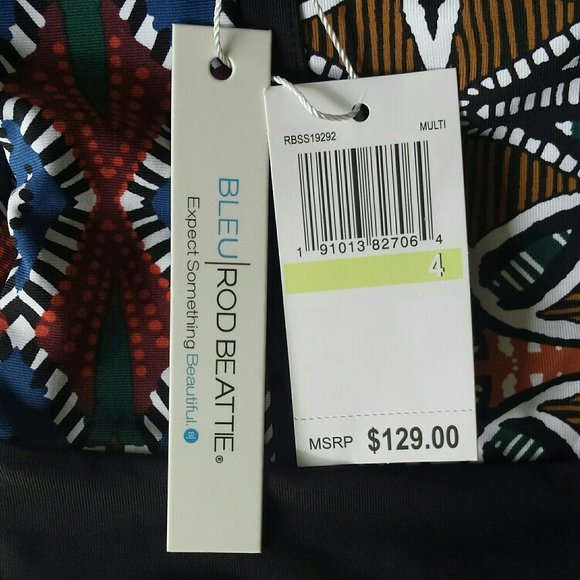 BLEU|ROD BEATTIE®
Expect Something Beautiful.
RBSS19292 MULTI
1 91013 82706 4
4
MSRP $129.00